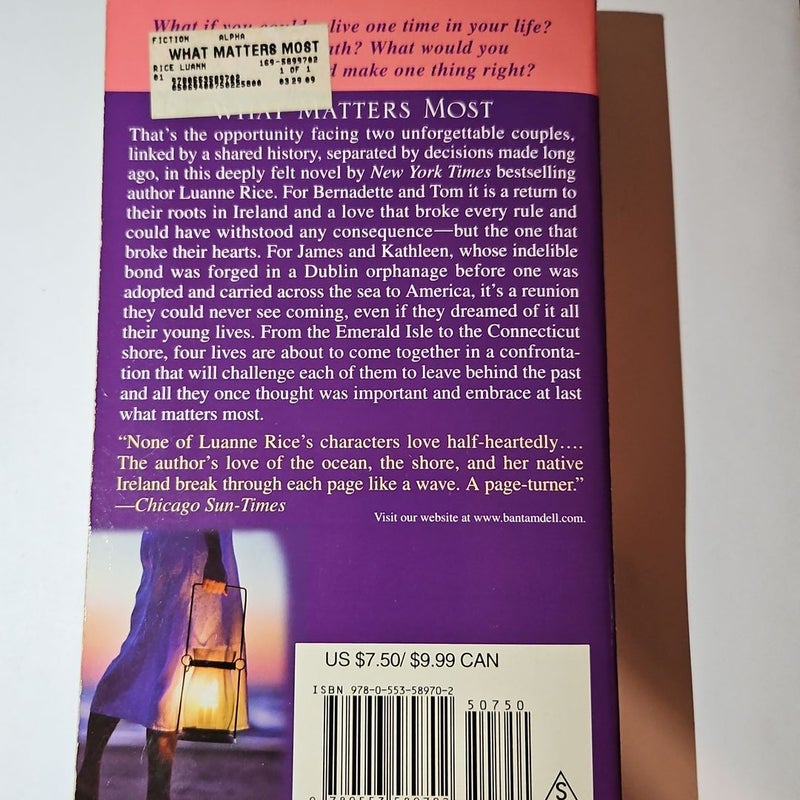 What if you could live one time in your life?
ath? What would you
d make one thing right?
FICTION ALPHA
WHAT MATTERS MOST
RICE LUANN 169-5899702
01 1 OF 1
03 29 09
WHAT MATTERS MOST
That's the opportunity facing two unforgettable couples,
linked by a shared history, separated by decisions made long
ago, in this deeply felt novel by New York Times bestselling
author Luanne Rice. For Bernadette and Tom it is a return to
their roots in Ireland and a love that broke every rule and
could have withstood any consequence—but the one that
broke their hearts. For James and Kathleen, whose indelible
bond was forged in a Dublin orphanage before one was
adopted and carried across the sea to America, it's a reunion
they could never see coming, even if they dreamed of it all
their young lives. From the Emerald Isle to the Connecticut
shore, four lives are about to come together in a confronta-
tion that will challenge each of them to leave behind the past
and all they once thought was important and embrace at last
what matters most.
“None of Luanne Rice's characters love half-heartedly….
The author's love of the ocean, the shore, and her native
Ireland break through each page like a wave. A page-turner.”
—Chicago Sun-Times
Visit our website at www.bantamdell.com.
US $7.50/ $9.99 CAN
ISBN 978-0-553-58970-2
50750
S